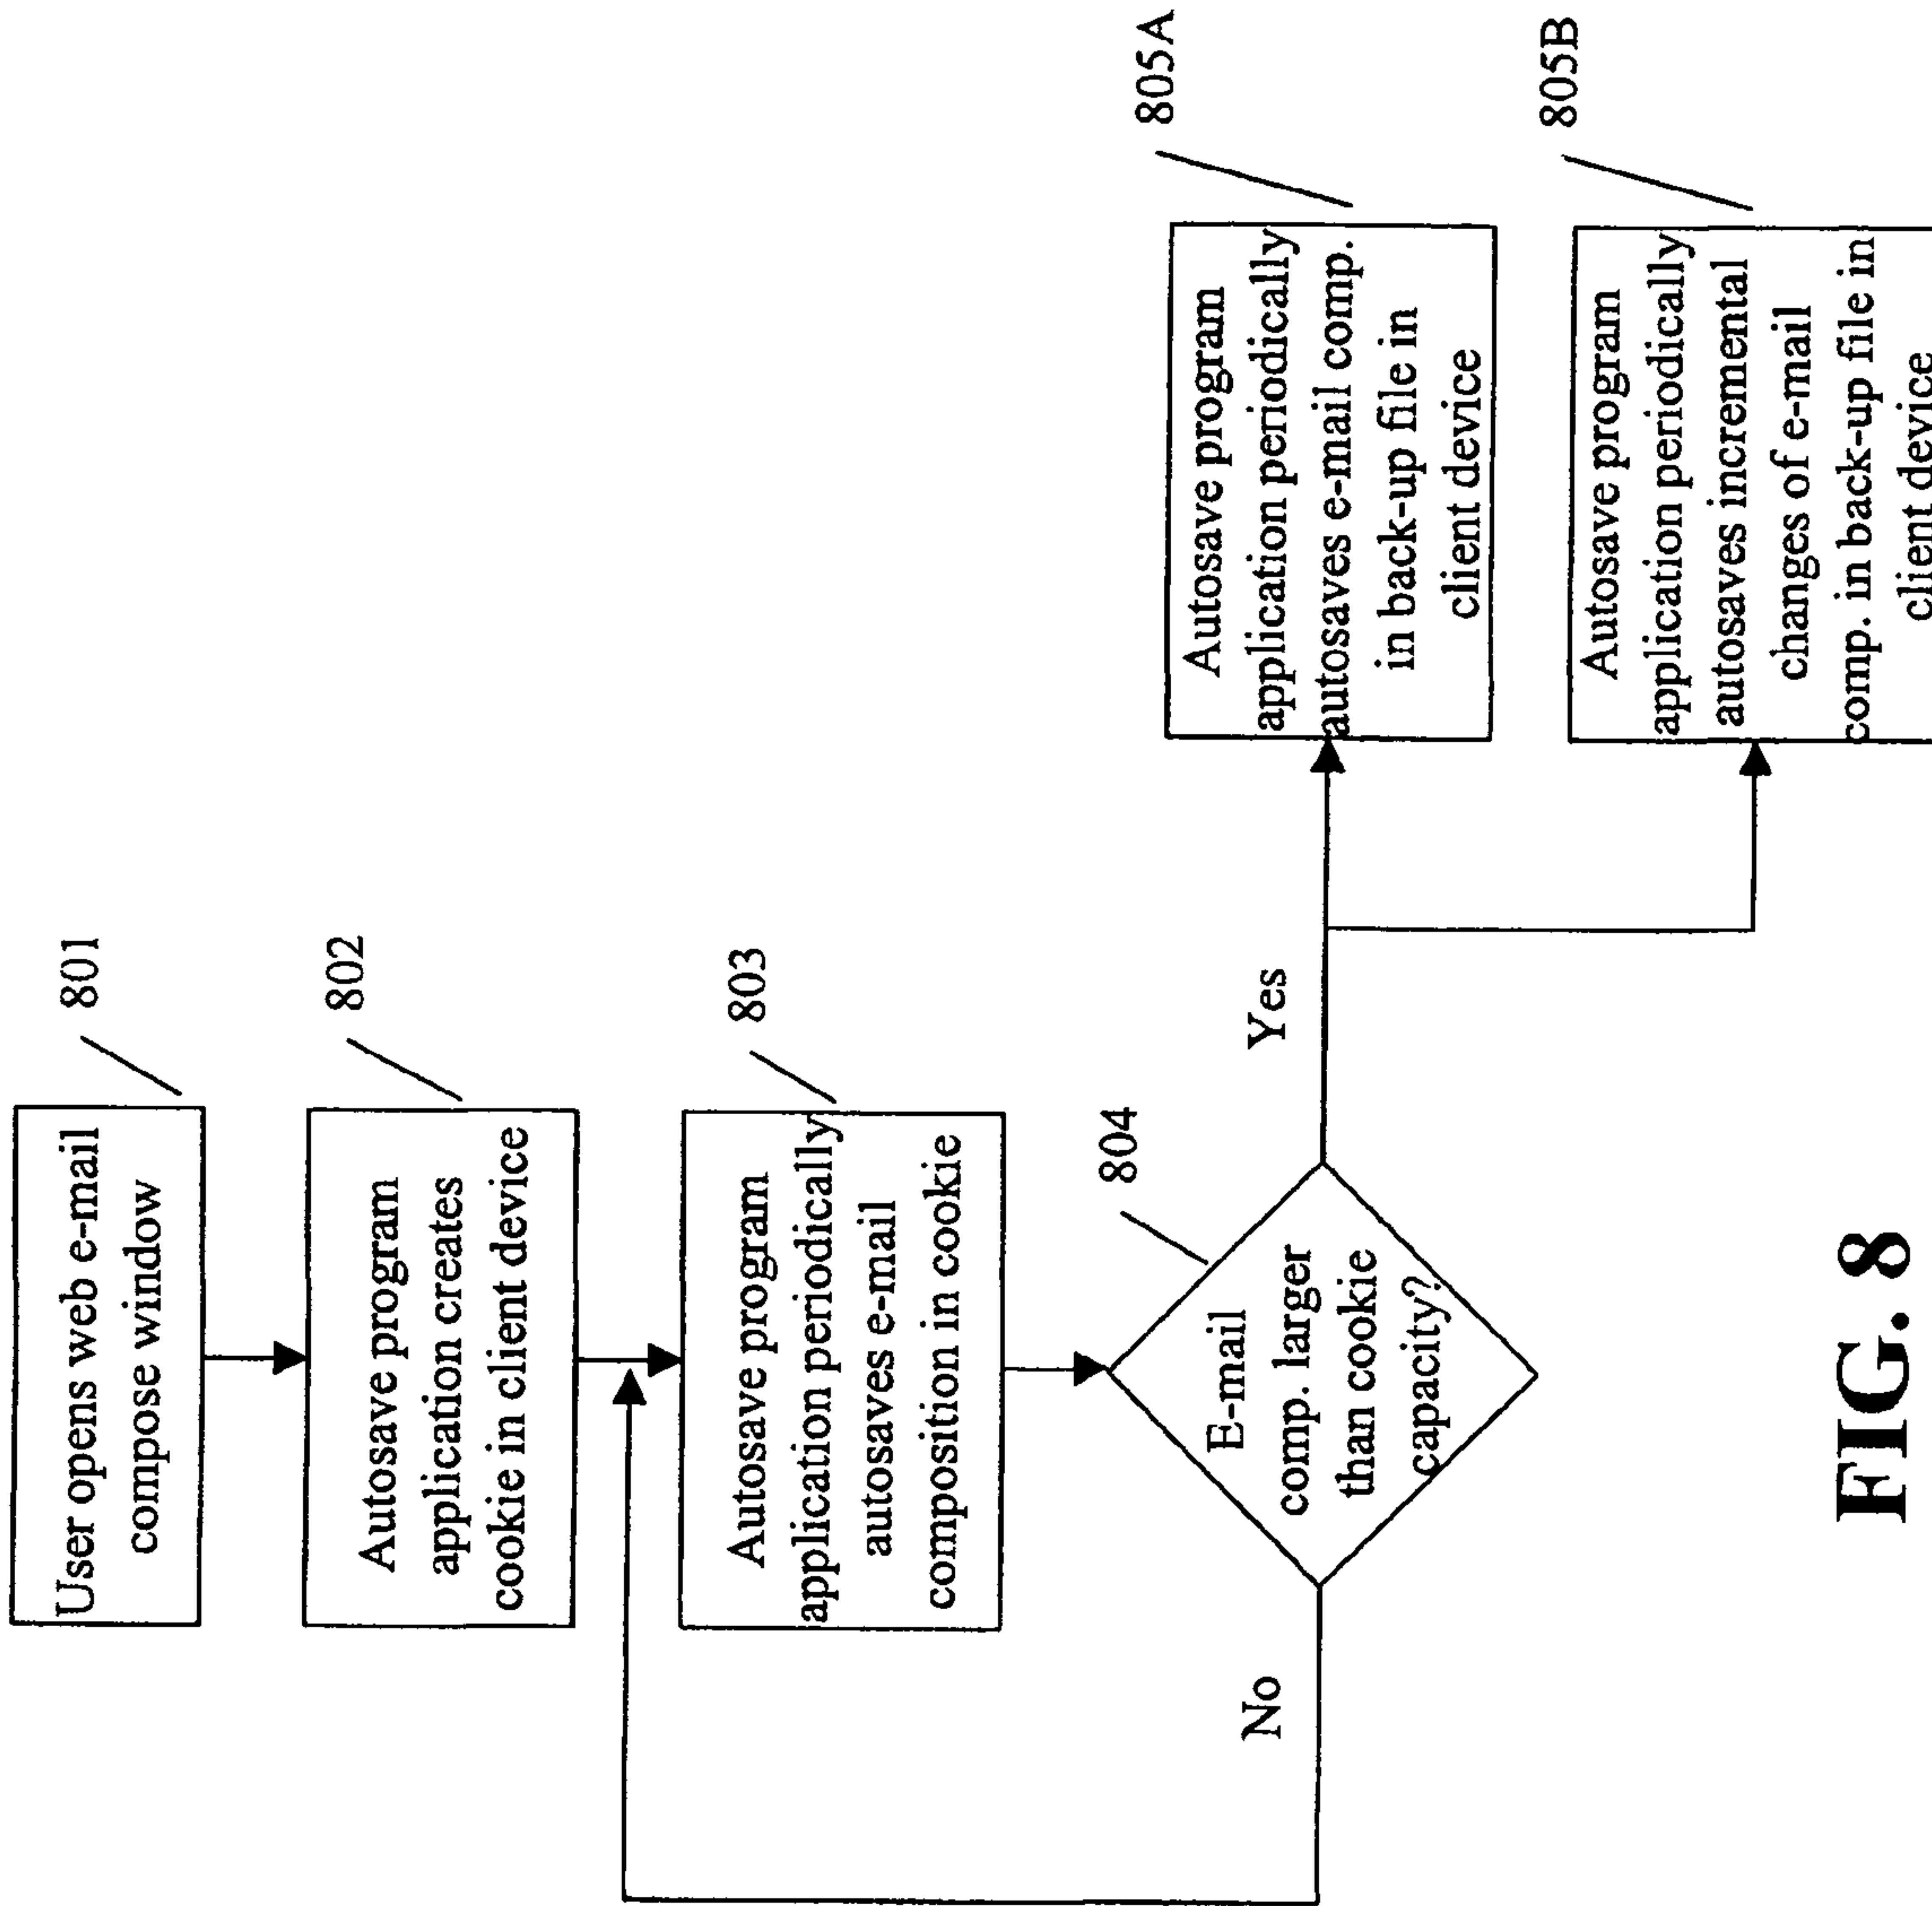 User opens web e-mail
compose window
801
Autosave program
application creates
cookie in client device
802
Autosave program
application periodically
autosaves e-mail
composition in cookie
803
E-mail
comp. larger
than cookie
capacity?
804
No
Yes
Autosave program
application periodically
autosaves e-mail comp.
in back-up file in
client device
805A
Autosave program
application periodically
autosaves incremental
changes of e-mail
comp. in back-up file in
client device
805B
FIG. 8